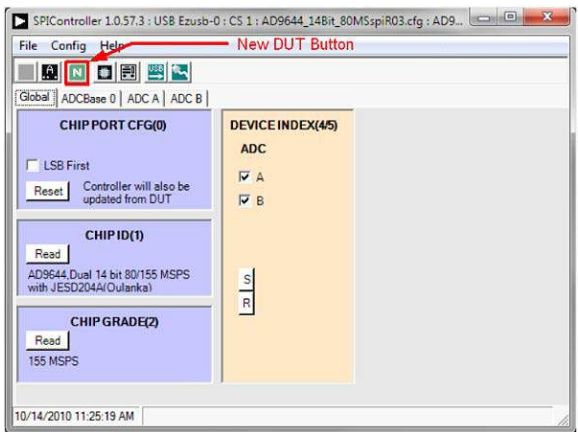 SPIController 1.0.57.3 : USB Ezusb-0 : CS 1 : AD9644_14Bit_80MSspiR03.cfg : AD9...
File Config Help
New DUT Button
N
USB
Global ADCBase 0 ADC A ADC B
CHIP PORT CFG(0)
LSB First
Reset
Controller will also be
updated from DUT
CHIP ID(1)
Read
AD9644,Dual 14 bit 80/155 MSPS
with JESD204A(Oulanka)
CHIP GRADE(2)
Read
155 MSPS
DEVICE INDEX(4/5)
ADC
A
B
S
R
10/14/2010 11:25:19 AM